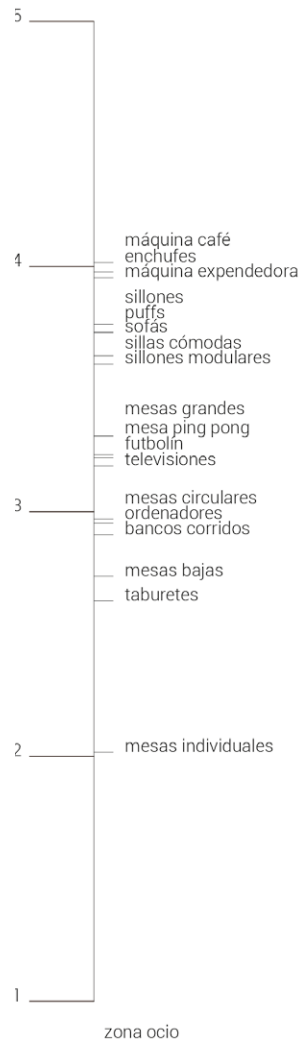 5
máquina café
4
enchufes
máquina expendedora
sillones
puffs
sofás
sillas cómodas
sillones modulares
mesas grandes
mesa ping pong
futbolín
televisiones
mesas circulares
3
ordenadores
bancos corridos
mesas bajas
taburetes
2
mesas individuales
1
zona ocio